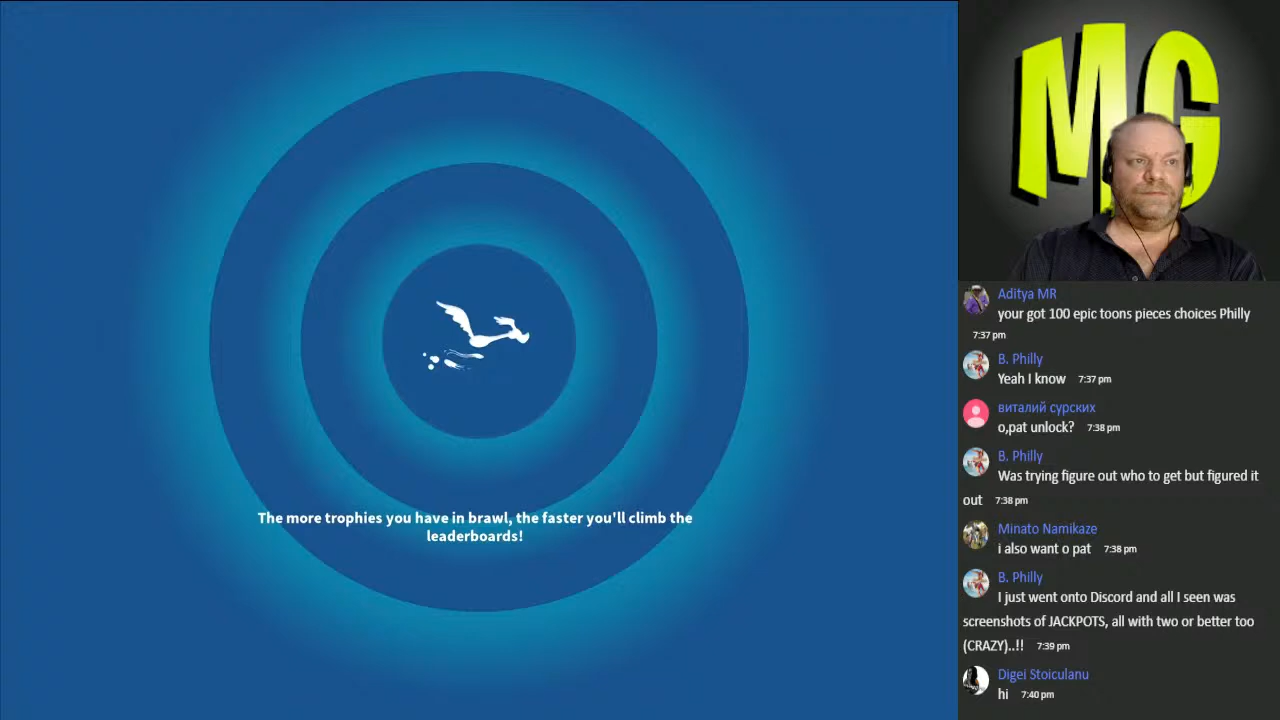 The more trophies you have in brawl, the faster you'll climb the
leaderboards!
MG
Aditya MR
your got 100 epic toons pieces choices Philly
7:37 pm
B. Philly
Yeah I know 7:37 pm
виталий сурских
o,pat unlock? 7:38 pm
B. Philly
Was trying figure out who to get but figured it
out 7:38 pm
Minato Namikaze
i also want o pat 7:38 pm
B. Philly
I just went onto Discord and all I seen was
screenshots of JACKPOTS, all with two or better too
(CRAZY)..!! 7:39 pm
Digei Stoiculanu
hi 7:40 pm